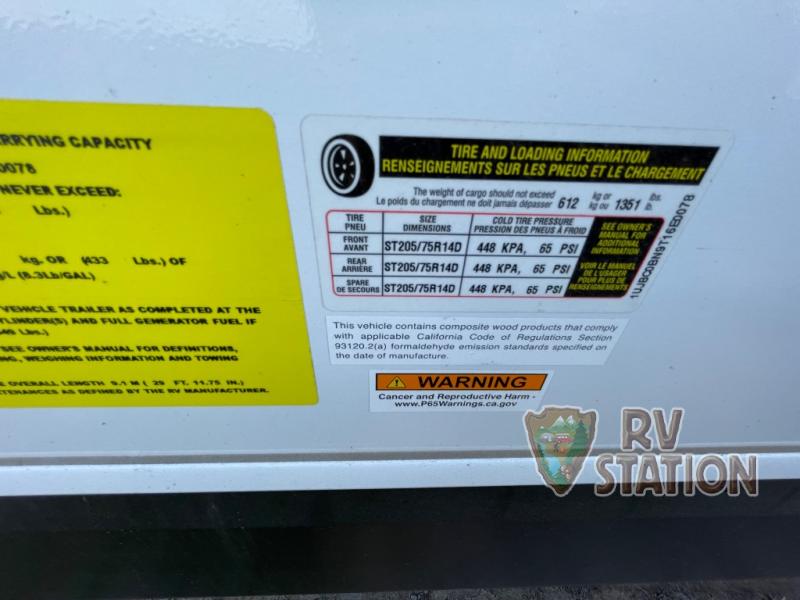 RRYING CAPACITY
0078
NEVER EXCEED:
Lbs.)
kg. OR (433 Lbs.) OF
g/L (8.3Lb/GAL)
VEHICLE TRAILER AS COMPLETED AT THE
YLINDER(S) AND FULL GENERATOR FUEL IF
Lbs.)
SEE OWNER'S MANUAL FOR DEFINITIONS,
NG, WEIGHING INFORMATION AND TOWING
E OVERALL LENGTH 9.1 M ( 29 FT. 11.75 IN.)
TENANCES AS DEFINED BY THE RV MANUFACTURER.
TIRE AND LOADING INFORMATION
RENSEIGNEMENTS SUR LES PNEUS ET LE CHARGEMENT
The weight of cargo should not exceed
Le poids du chargement ne doit jamais dépasser 612 kg or kg ou 1351 lbs. lb.
TIRE PNEU SIZE DIMENSIONS COLD TIRE PRESSURE PRESSION DES PNEUS À FROID
FRONT AVANT ST205/75R14D 448 KPA, 65 PSI
REAR ARRIÈRE ST205/75R14D 448 KPA, 65 PSI
SPARE DE SECOURS ST205/75R14D 448 KPA, 65 PSI
SEE OWNER'S
MANUAL FOR
ADDITIONAL
INFORMATION
VOIR LE MANUEL
DE L'USAGER
POUR PLUS DE
RENSEIGNEMENTS
1UJBC0BN9T16E0078
This vehicle contains composite wood products that comply
with applicable California Code of Regulations Section
93120.2(a) formaldehyde emission standards specified on
the date of manufacture.
WARNING
Cancer and Reproductive Harm -
www.P65Warnings.ca.gov
RV
STATION